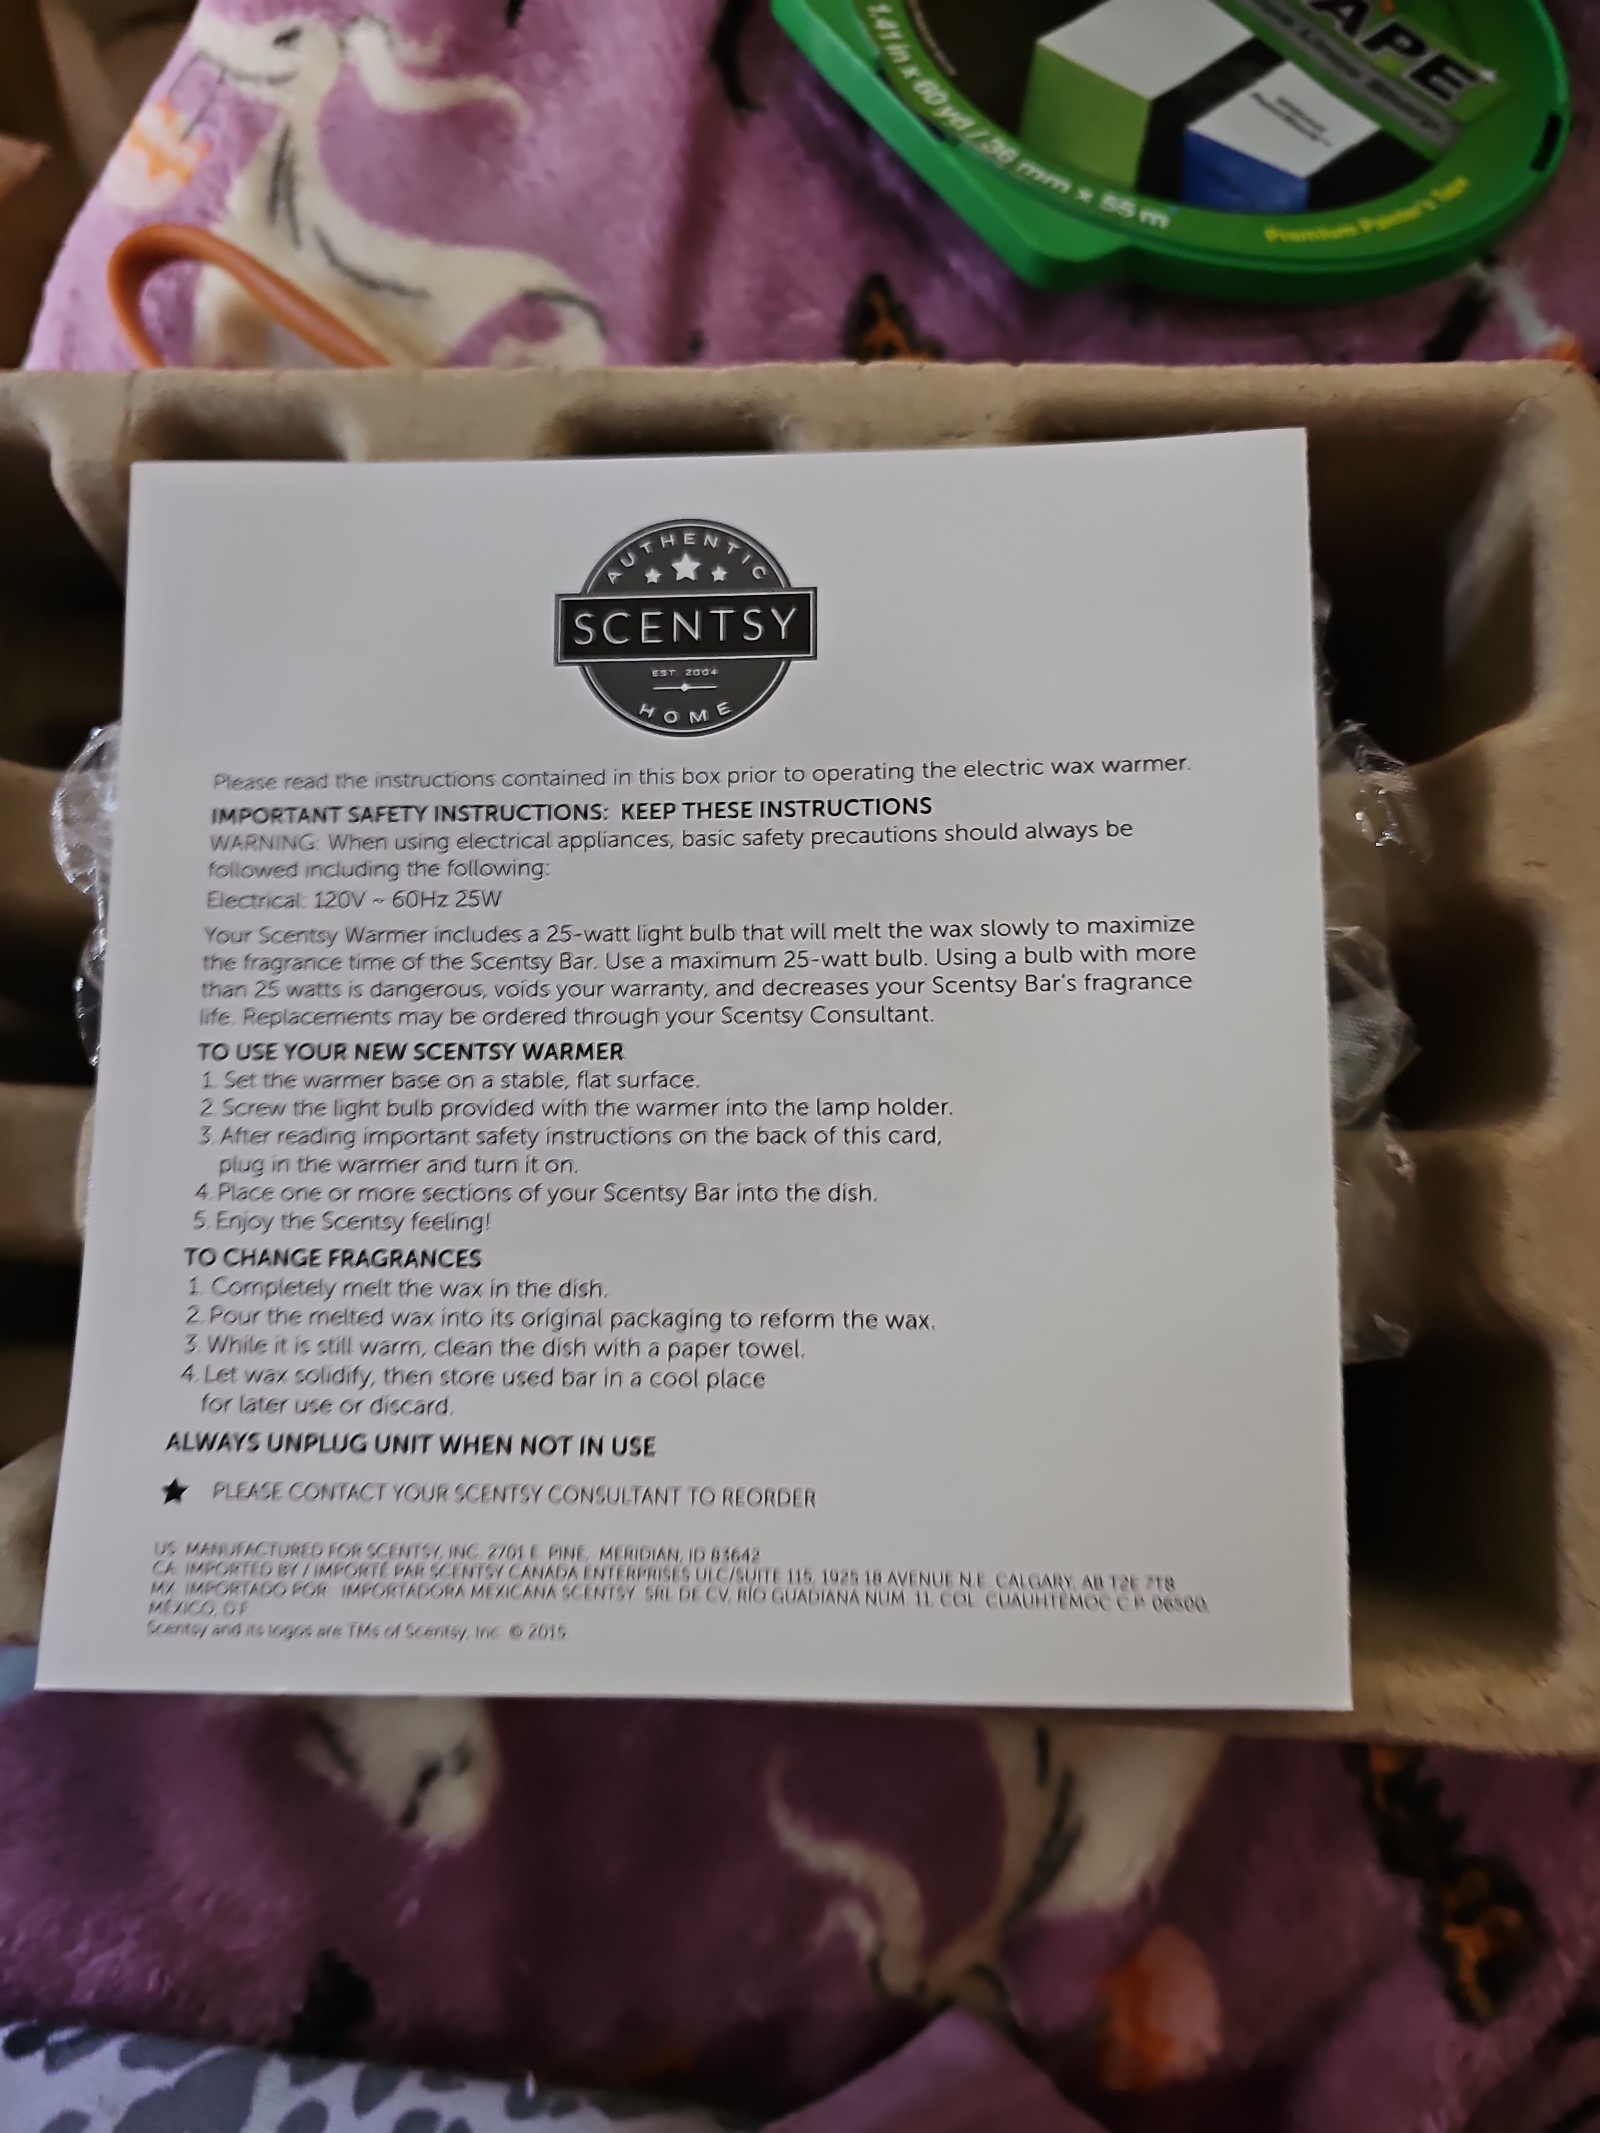 APE
1.41 in x 60 yd / 36 mm x 55 m
Premium Painter's Tape
AUTHENTIC
SCENTSY
EST. 2004
HOME
Please read the instructions contained in this box prior to operating the electric wax warmer.
IMPORTANT SAFETY INSTRUCTIONS: KEEP THESE INSTRUCTIONS
WARNING: When using electrical appliances, basic safety precautions should always be
followed including the following:
Electrical: 120V ~ 60Hz 25W
Your Scentsy Warmer includes a 25-watt light bulb that will melt the wax slowly to maximize
the fragrance time of the Scentsy Bar. Use a maximum 25-watt bulb. Using a bulb with more
than 25 watts is dangerous, voids your warranty, and decreases your Scentsy Bar's fragrance
life. Replacements may be ordered through your Scentsy Consultant.
TO USE YOUR NEW SCENTSY WARMER
1. Set the warmer base on a stable, flat surface.
2. Screw the light bulb provided with the warmer into the lamp holder.
3. After reading important safety instructions on the back of this card,
plug in the warmer and turn it on.
4. Place one or more sections of your Scentsy Bar into the dish.
5. Enjoy the Scentsy feeling!
TO CHANGE FRAGRANCES
1. Completely melt the wax in the dish.
2. Pour the melted wax into its original packaging to reform the wax.
3. While it is still warm, clean the dish with a paper towel.
4. Let wax solidify, then store used bar in a cool place
for later use or discard.
ALWAYS UNPLUG UNIT WHEN NOT IN USE
★ PLEASE CONTACT YOUR SCENTSY CONSULTANT TO REORDER
US: MANUFACTURED FOR SCENTSY, INC. 2701 E. PINE, MERIDIAN, ID 83642
CA: IMPORTED BY / IMPORTÉ PAR SCENTSY CANADA ENTERPRISES ULC/SUITE 115, 1925 18 AVENUE N.E. CALGARY, AB T2E 7T8
MX: IMPORTADO POR: IMPORTADORA MEXICANA SCENTSY SRL DE CV, RÍO GUADIANA NUM. 11, COL. CUAUHTÉMOC C.P. 06500,
MÉXICO, D.F.
Scentsy and its logos are TMs of Scentsy, Inc. © 2015